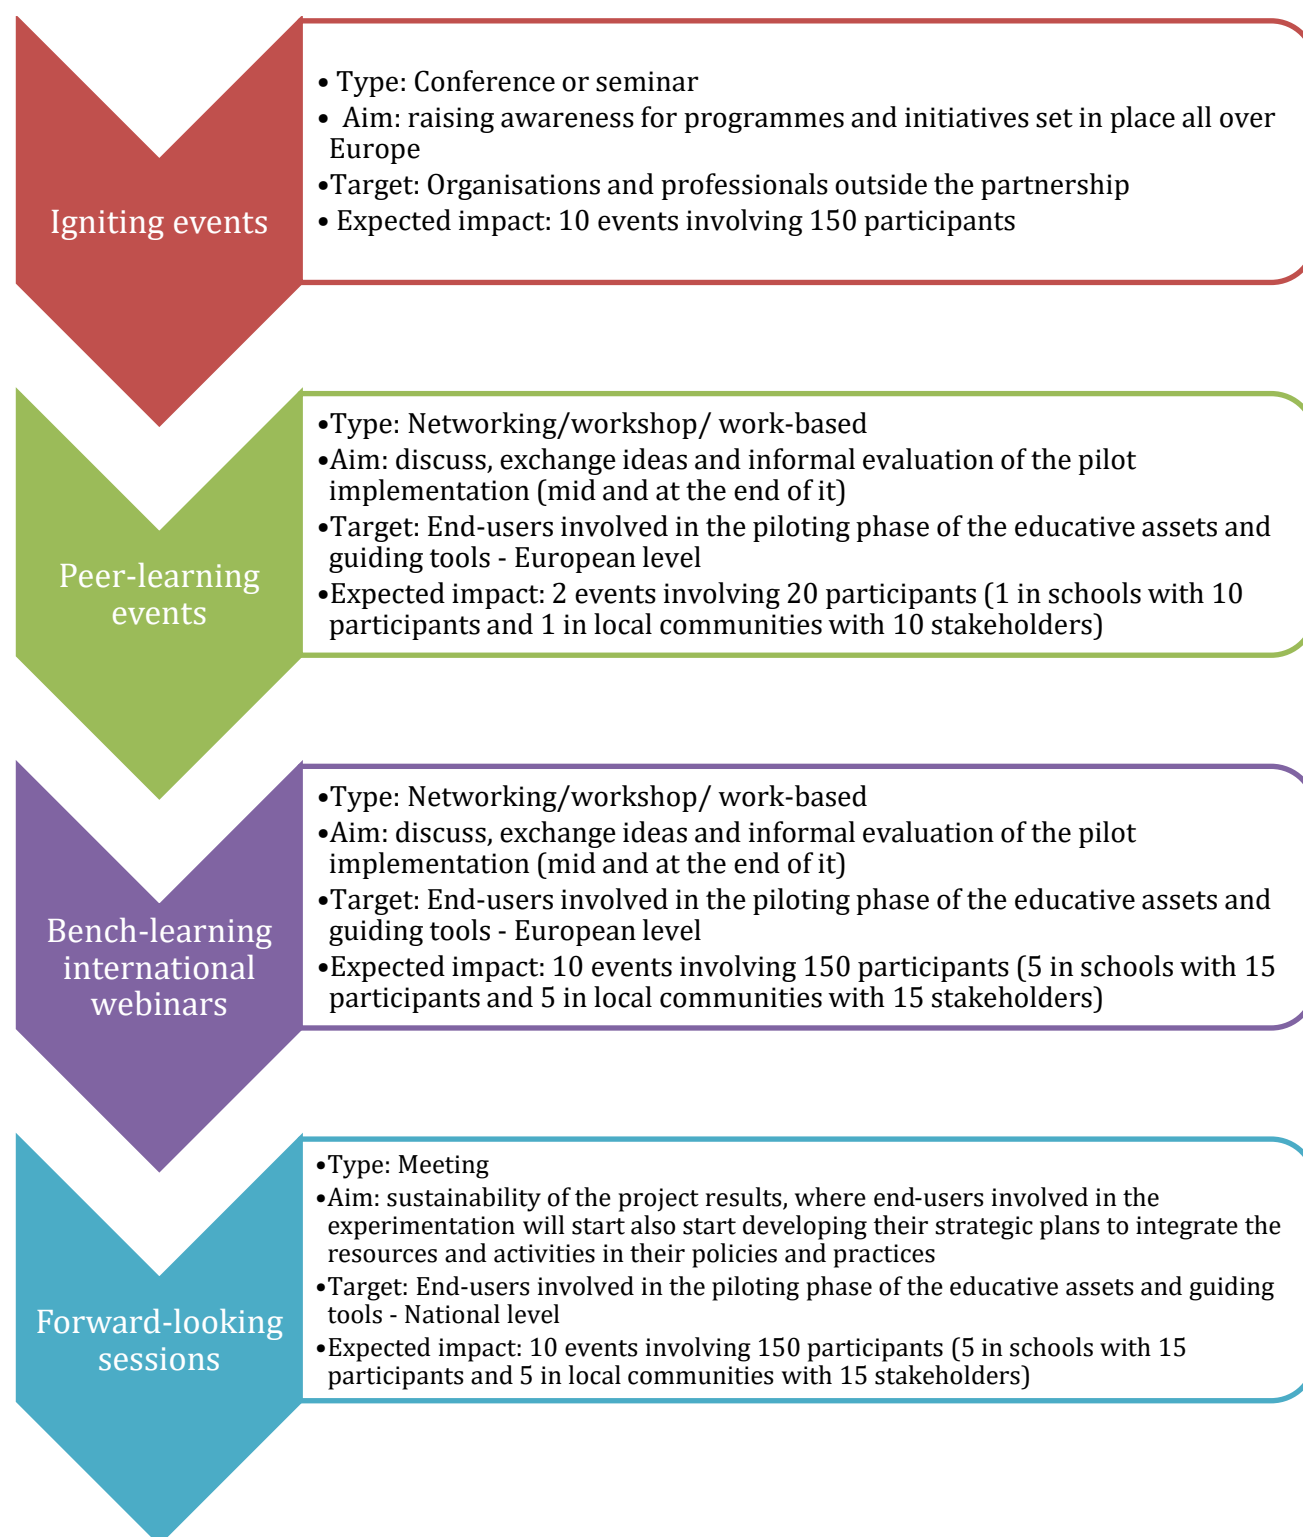 Igniting events
• Type: Conference or seminar
• Aim: raising awareness for programmes and initiatives set in place all over
Europe
•Target: Organisations and professionals outside the partnership
• Expected impact: 10 events involving 150 participants
Peer-learning
events
•Type: Networking/workshop/ work-based
•Aim: discuss, exchange ideas and informal evaluation of the pilot
implementation (mid and at the end of it)
•Target: End-users involved in the piloting phase of the educative assets and
guiding tools - European level
•Expected impact: 2 events involving 20 participants (1 in schools with 10
participants and 1 in local communities with 10 stakeholders)
Bench-learning
international
webinars
•Type: Networking/workshop/ work-based
•Aim: discuss, exchange ideas and informal evaluation of the pilot
implementation (mid and at the end of it)
•Target: End-users involved in the piloting phase of the educative assets and
guiding tools - European level
•Expected impact: 10 events involving 150 participants (5 in schools with 15
participants and 5 in local communities with 15 stakeholders)
Forward-looking
sessions
•Type: Meeting
•Aim: sustainability of the project results, where end-users involved in the
experimentation will start also start developing their strategic plans to integrate the
resources and activities in their policies and practices
•Target: End-users involved in the piloting phase of the educative assets and guiding
tools - National level
•Expected impact: 10 events involving 150 participants (5 in schools with 15
participants and 5 in local communities with 15 stakeholders)